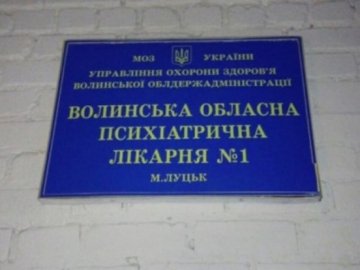 МОЗ УКРАЇНИ
УПРАВЛІННЯ ОХОРОНИ ЗДОРОВ'Я
ВОЛИНСЬКОЇ ОБЛДЕРЖАДМІНІСТРАЦІЇ
ВОЛИНСЬКА ОБЛАСНА
ПСИХІАТРИЧНА
ЛІКАРНЯ №1
М.ЛУЦЬК